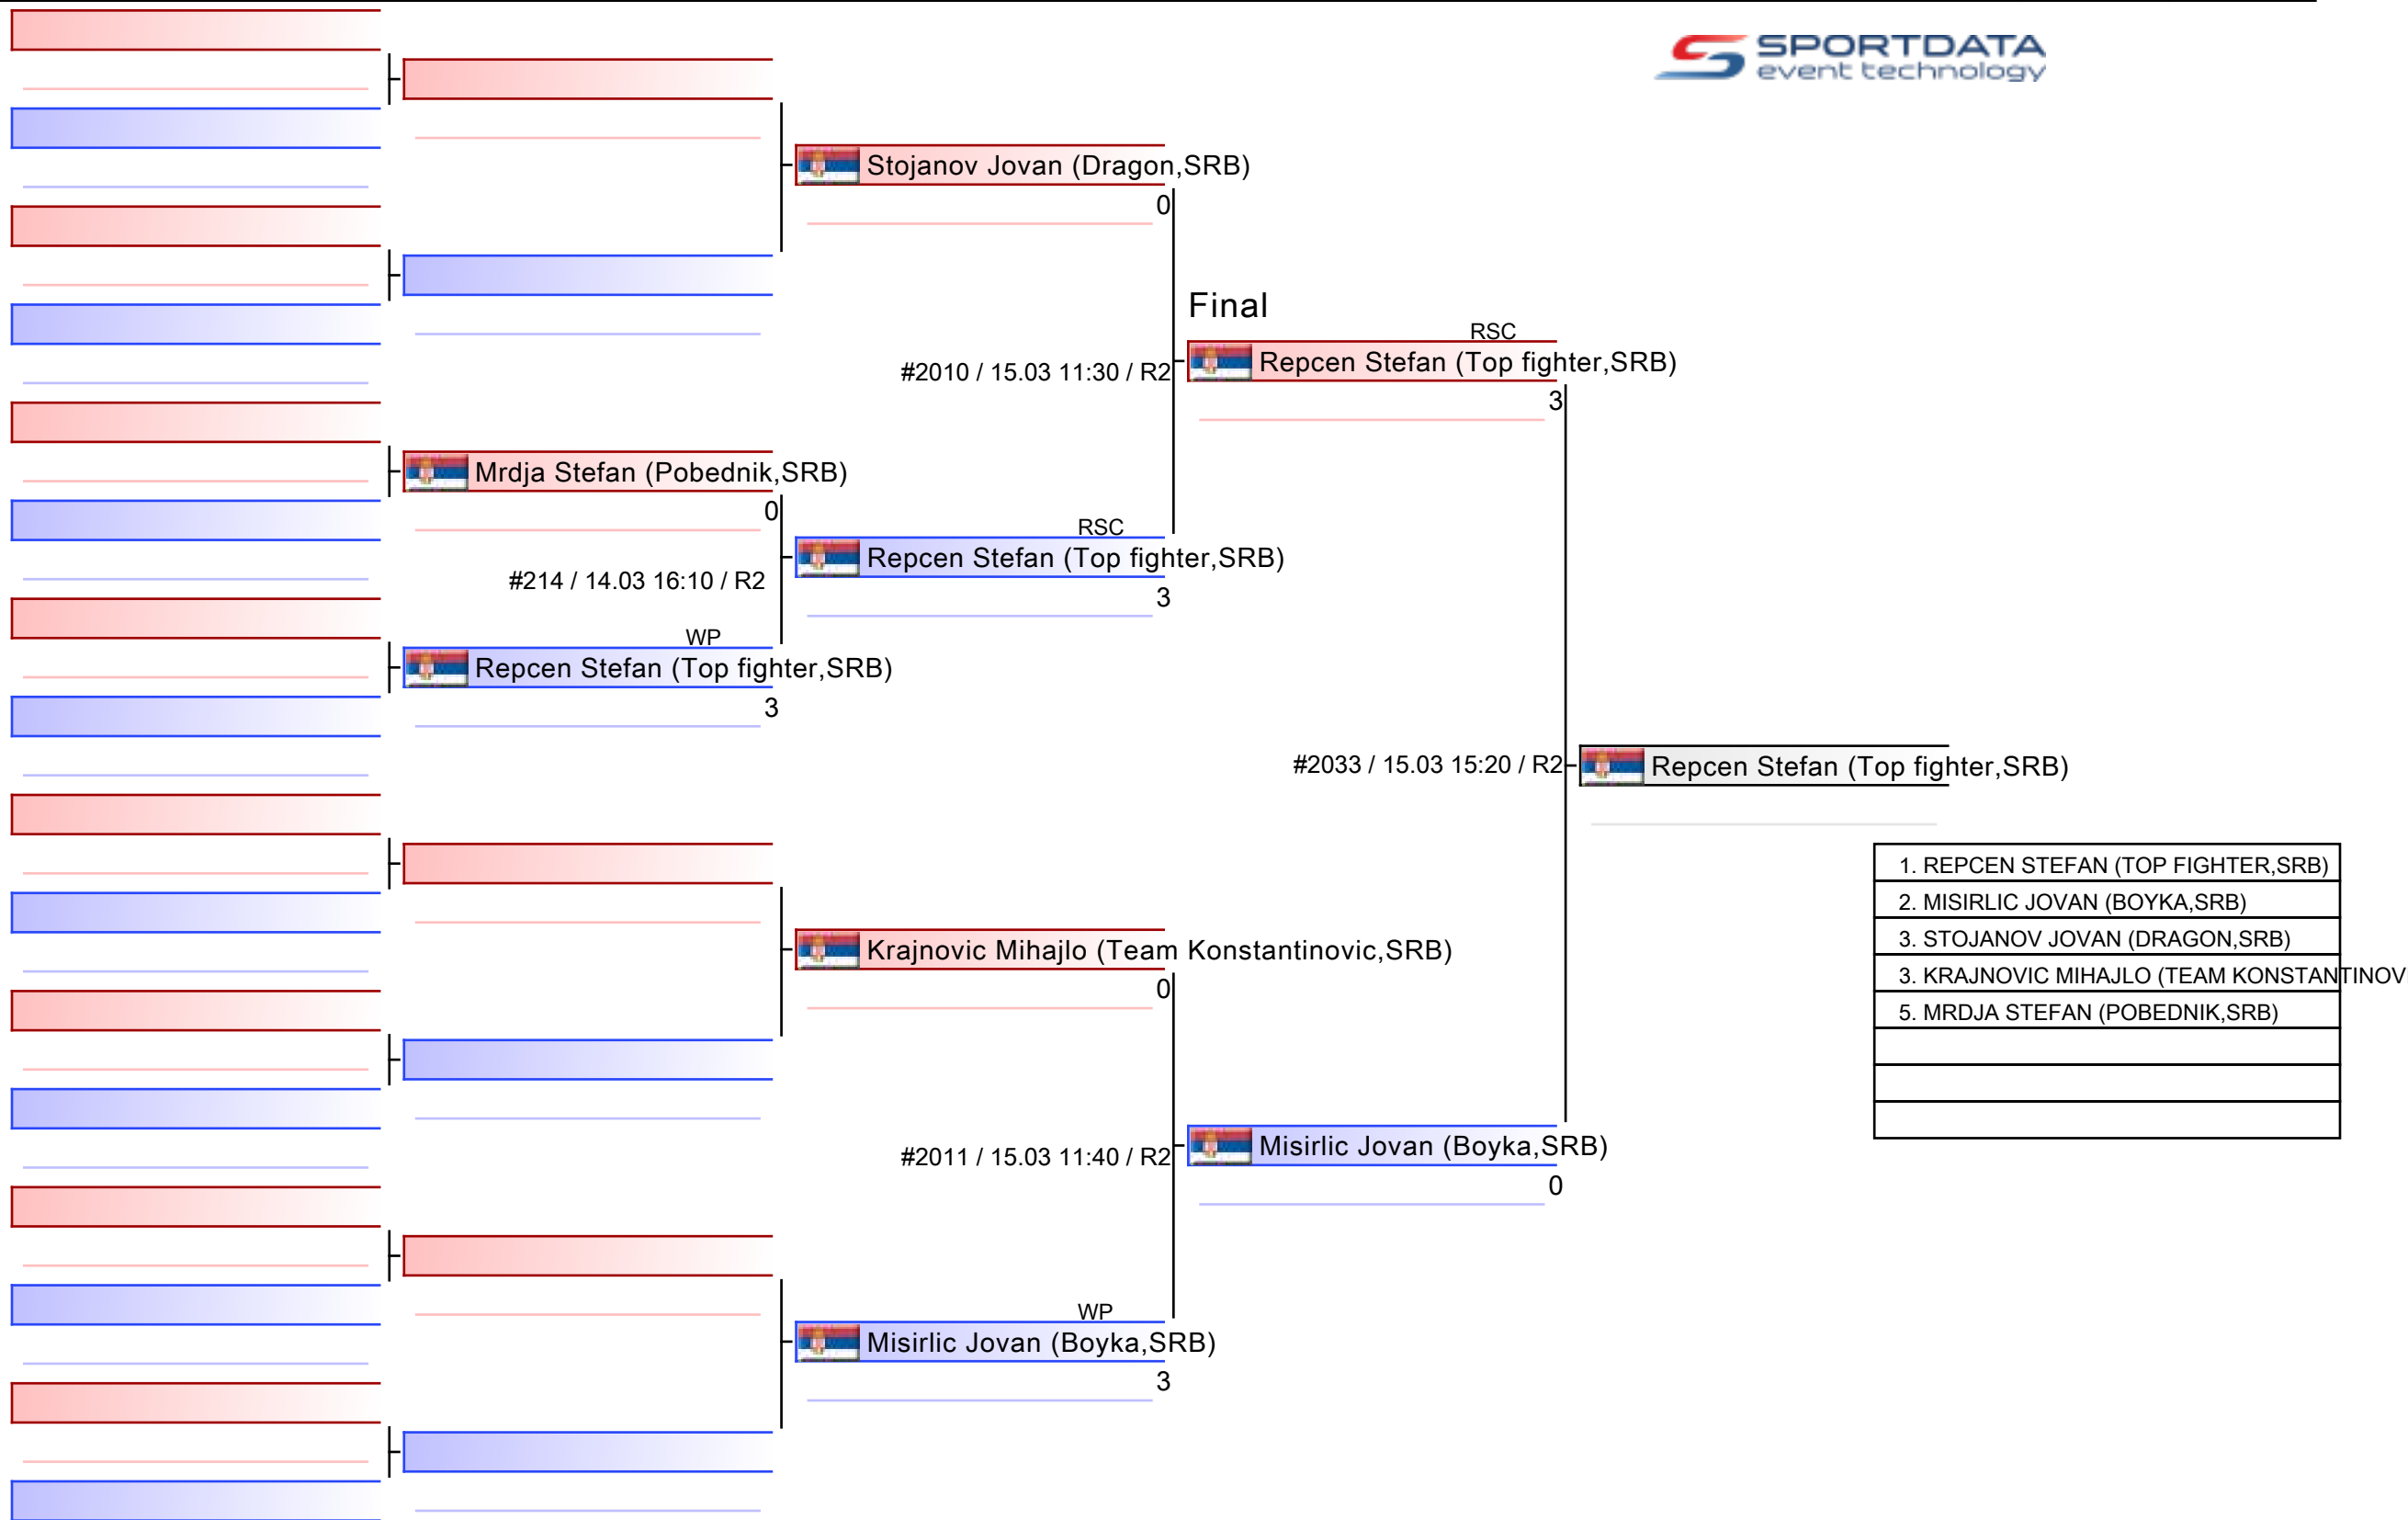 SPORTDATA
event technology
Stojanov Jovan (Dragon,SRB)
0
Final
RSC
#2010 / 15.03 11:30 / R2
Repcen Stefan (Top fighter,SRB)
3
Mrdja Stefan (Pobednik,SRB)
0
RSC
Repcen Stefan (Top fighter,SRB)
#214 / 14.03 16:10 / R2
3
WP
Repcen Stefan (Top fighter,SRB)
3
#2033 / 15.03 15:20 / R2
Repcen Stefan (Top fighter,SRB)
1. REPCEN STEFAN (TOP FIGHTER,SRB)
2. MISIRLIC JOVAN (BOYKA,SRB)
3. STOJANOV JOVAN (DRAGON,SRB)
3. KRAJNOVIC MIHAJLO (TEAM KONSTANTINOV
5. MRDJA STEFAN (POBEDNIK,SRB)
Krajnovic Mihajlo (Team Konstantinovic,SRB)
0
#2011 / 15.03 11:40 / R2
Misirlic Jovan (Boyka,SRB)
0
WP
Misirlic Jovan (Boyka,SRB)
3